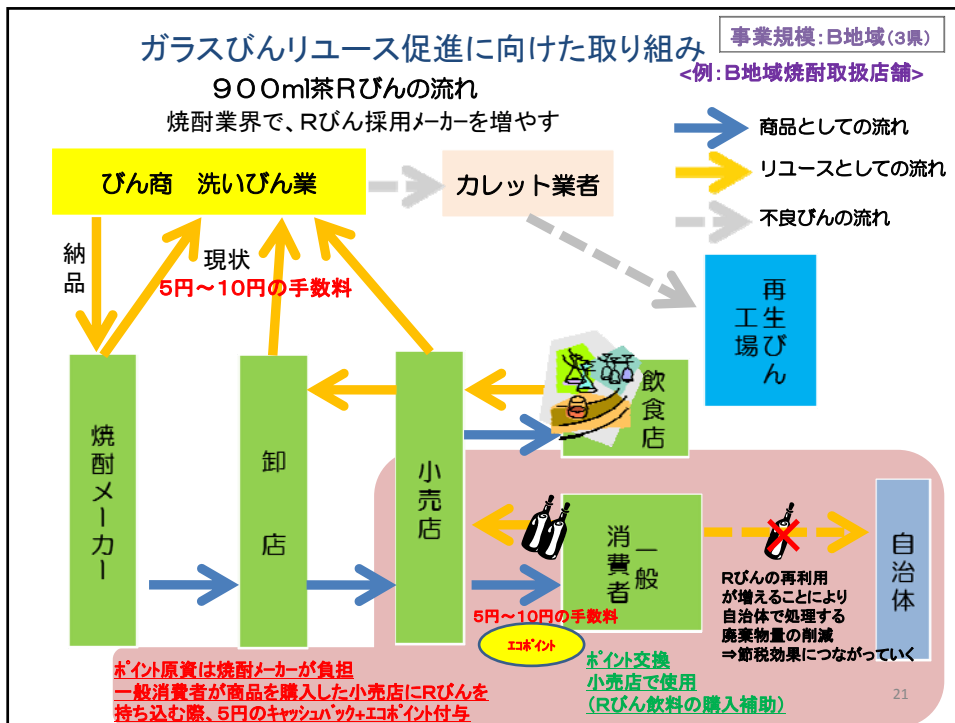 ガラスびんリユース促進に向けた取り組み
事業規模:B地域(3県)
<例:B地域焼酎取扱店舗>
900ml茶Rびんの流れ
焼酎業界で、Rびん採用メーカーを増やす
商品としての流れ
リユースとしての流れ
不良びんの流れ
びん商 洗いびん業
カレット業者
納品
現状
5円~10円の手数料
再生びん
工場
焼酎メーカー
卸 店
小売店
飲食店
一般
消費者
自治体
5円~10円の手数料
エコポイント
Rびんの再利用
が増えることにより
自治体で処理する
廃棄物量の削減
⇒節税効果につながっていく
ポイント原資は焼酎メーカーが負担
一般消費者が商品を購入した小売店にRびんを
持ち込む際、5円のキャッシュバック+エコポイント付与
ポイント交換
小売店で使用
(Rびん飲料の購入補助)
21